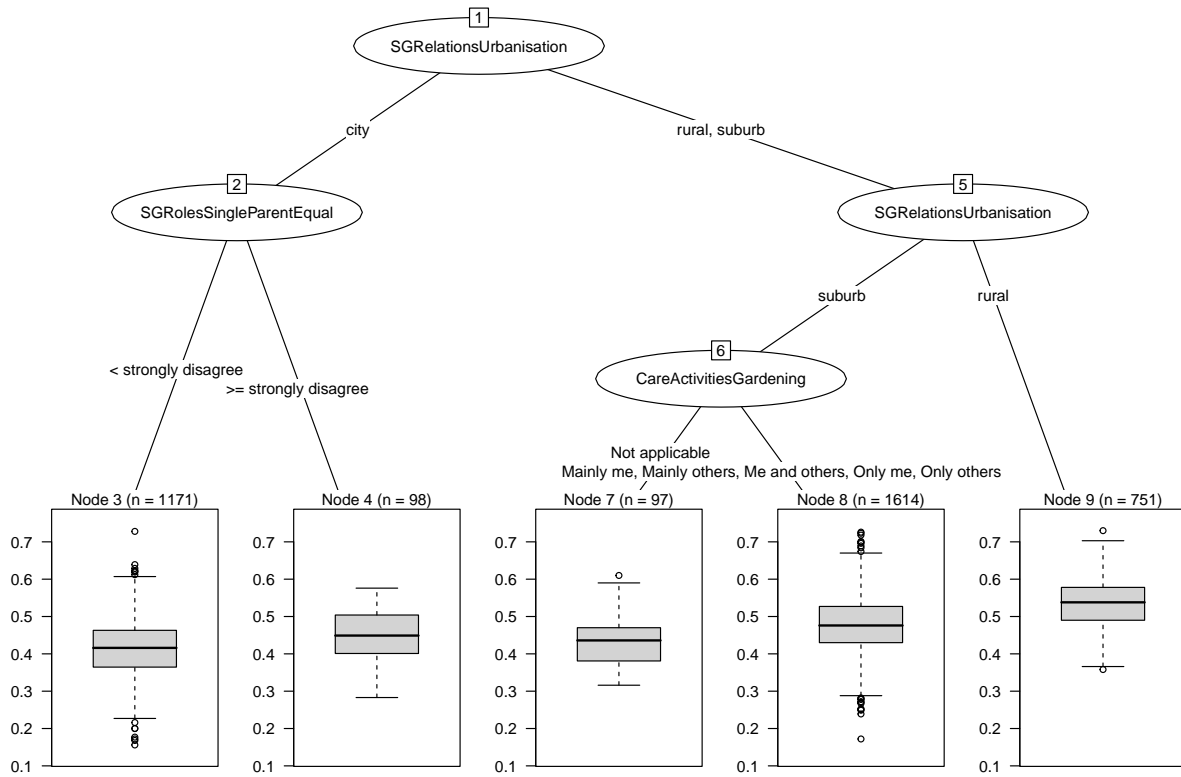 1
SGRelationsUrbanisation
city
rural, suburb
2
SGRolesSingleParentEqual
5
SGRelationsUrbanisation
suburb
rural
< strongly disagree
>= strongly disagree
6
CareActivitiesGardening
Not applicable
Mainly me, Mainly others, Me and others, Only me, Only others
Node 3 (n = 1171)
0.7
0.6
0.5
0.4
0.3
0.2
0.1
Node 4 (n = 98)
0.7
0.6
0.5
0.4
0.3
0.2
0.1
Node 7 (n = 97)
0.7
0.6
0.5
0.4
0.3
0.2
0.1
Node 8 (n = 1614)
0.7
0.6
0.5
0.4
0.3
0.2
0.1
Node 9 (n = 751)
0.7
0.6
0.5
0.4
0.3
0.2
0.1